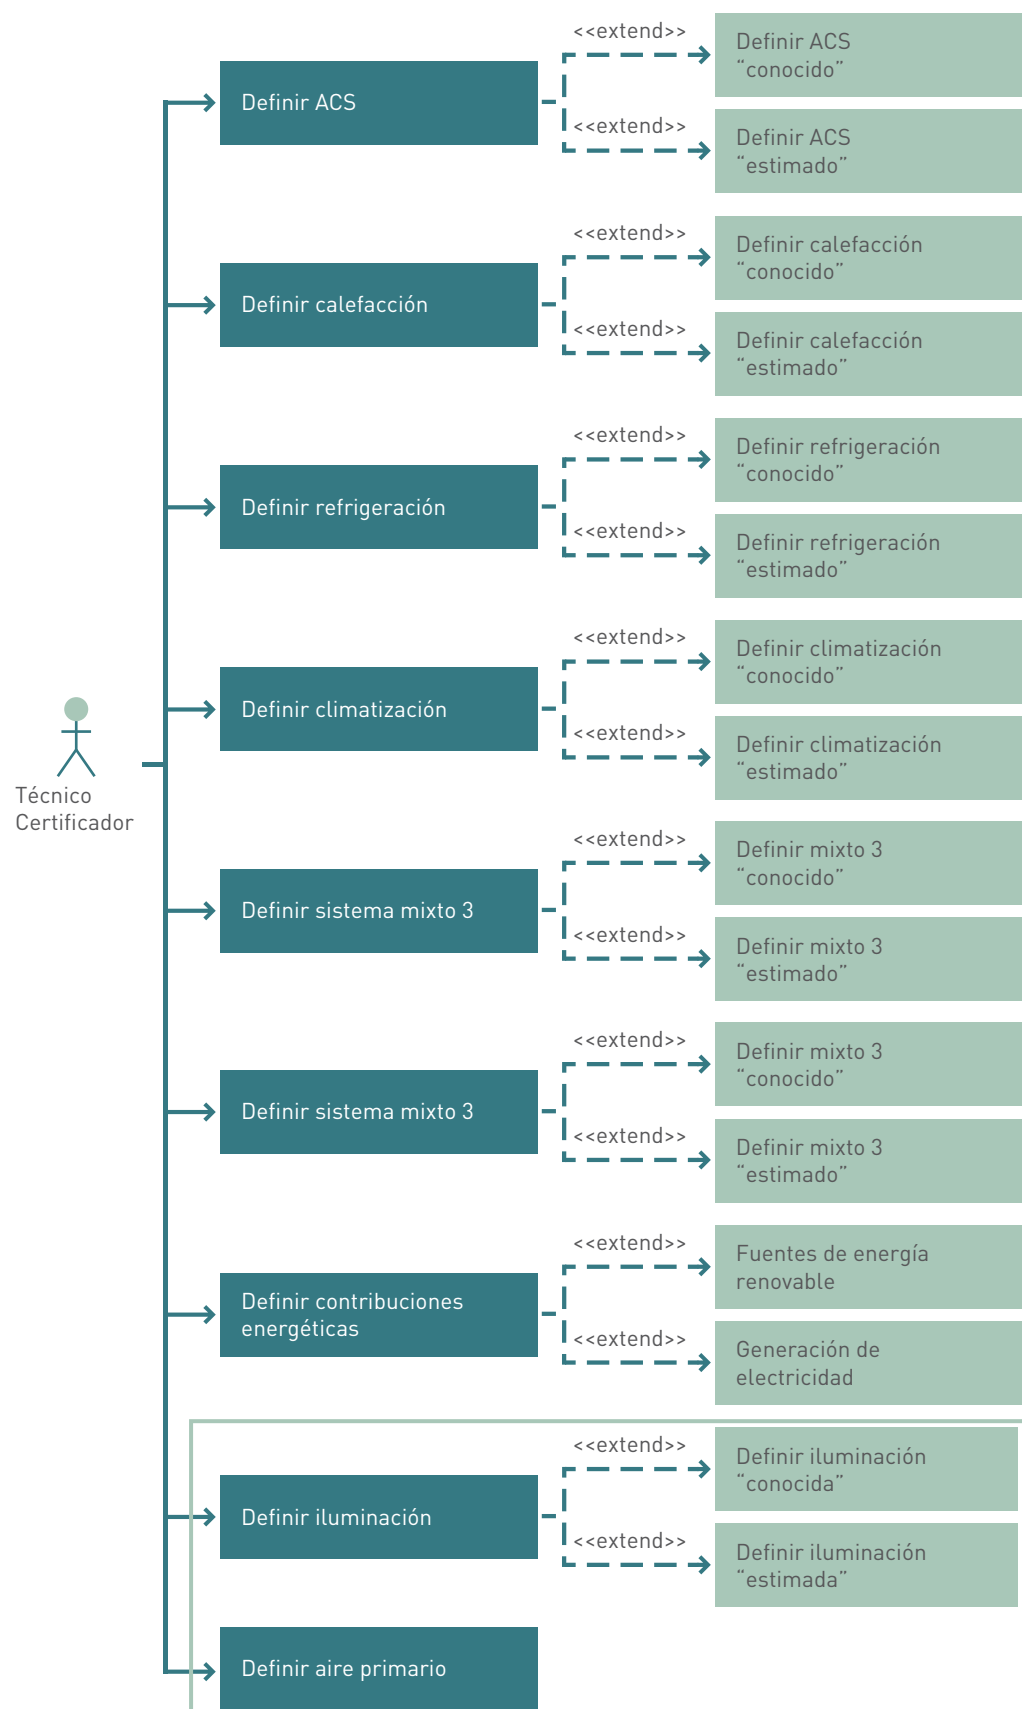 <<extend>>
Definir ACS
“conocido”
Definir ACS
<<extend>>
Definir ACS
“estimado”
<<extend>>
Definir calefacción
“conocido”
Definir calefacción
<<extend>>
Definir calefacción
“estimado”
<<extend>>
Definir refrigeración
“conocido”
Definir refrigeración
<<extend>>
Definir refrigeración
“estimado”
<<extend>>
Definir climatización
“conocido”
Definir climatización
<<extend>>
Definir climatización
“estimado”
Técnico
Certificador
<<extend>>
Definir mixto 3
“conocido”
Definir sistema mixto 3
<<extend>>
Definir mixto 3
“estimado”
<<extend>>
Definir mixto 3
“conocido”
Definir sistema mixto 3
<<extend>>
Definir mixto 3
“estimado”
<<extend>>
Fuentes de energía
renovable
Definir contribuciones
energéticas
<<extend>>
Generación de
electricidad
<<extend>>
Definir iluminación
“conocida”
Definir iluminación
<<extend>>
Definir iluminación
“estimada”
Definir aire primario